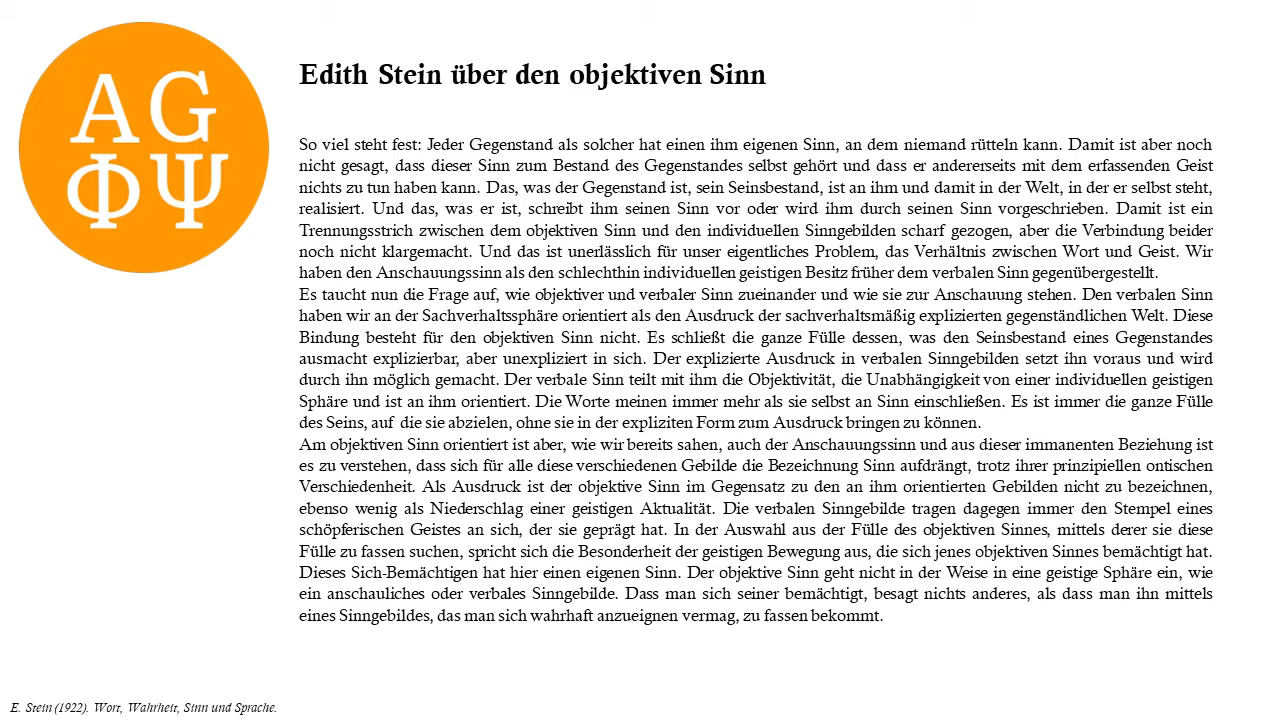 AG
ΦΨ
Edith Stein über den objektiven Sinn
So viel steht fest: Jeder Gegenstand als solcher hat einen ihm eigenen Sinn, an dem niemand rütteln kann. Damit ist aber noch
nicht gesagt, dass dieser Sinn zum Bestand des Gegenstandes selbst gehört und dass er andererseits mit dem erfassenden Geist
nichts zu tun haben kann. Das, was der Gegenstand ist, sein Seinsbestand, ist an ihm und damit in der Welt, in der er selbst steht,
realisiert. Und das, was er ist, schreibt ihm seinen Sinn vor oder wird ihm durch seinen Sinn vorgeschrieben. Damit ist ein
Trennungsstrich zwischen dem objektiven Sinn und den individuellen Sinngebilden scharf gezogen, aber die Verbindung beider
noch nicht klargemacht. Und das ist unerlässlich für unser eigentliches Problem, das Verhältnis zwischen Wort und Geist. Wir
haben den Anschauungssinn als den schlechthin individuellen geistigen Besitz früher dem verbalen Sinn gegenübergestellt.
Es taucht nun die Frage auf, wie objektiver und verbaler Sinn zueinander und wie sie zur Anschauung stehen. Den verbalen Sinn
haben wir an der Sachverhaltssphäre orientiert als den Ausdruck der sachverhaltsmäßig explizierten gegenständlichen Welt. Diese
Bindung besteht für den objektiven Sinn nicht. Es schließt die ganze Fülle dessen, was den Seinsbestand eines Gegenstandes
ausmacht explizierbar, aber unexpliziert in sich. Der explizierte Ausdruck in verbalen Sinngebilden setzt ihn voraus und wird
durch ihn möglich gemacht. Der verbale Sinn teilt mit ihm die Objektivität, die Unabhängigkeit von einer individuellen geistigen
Sphäre und ist an ihm orientiert. Die Worte meinen immer mehr als sie selbst an Sinn einschließen. Es ist immer die ganze Fülle
des Seins, auf die sie abzielen, ohne sie in der expliziten Form zum Ausdruck bringen zu können.
Am objektiven Sinn orientiert ist aber, wie wir bereits sahen, auch der Anschauungssinn und aus dieser immanenten Beziehung ist
es zu verstehen, dass sich für alle diese verschiedenen Gebilde die Bezeichnung Sinn aufdrängt, trotz ihrer prinzipiellen ontischen
Verschiedenheit. Als Ausdruck ist der objektive Sinn im Gegensatz zu den an ihm orientierten Gebilden nicht zu bezeichnen,
ebenso wenig als Niederschlag einer geistigen Aktualität. Die verbalen Sinngebilde tragen dagegen immer den Stempel eines
schöpferischen Geistes an sich, der sie geprägt hat. In der Auswahl aus der Fülle des objektiven Sinnes, mittels derer sie diese
Fülle zu fassen suchen, spricht sich die Besonderheit der geistigen Bewegung aus, die sich jenes objektiven Sinnes bemächtigt hat.
Dieses Sich-Bemächtigen hat hier einen eigenen Sinn. Der objektive Sinn geht nicht in der Weise in eine geistige Sphäre ein, wie
ein anschauliches oder verbales Sinngebilde. Dass man sich seiner bemächtigt, besagt nichts anderes, als dass man ihn mittels
eines Sinngebildes, das man sich wahrhaft anzueignen vermag, zu fassen bekommt.
E. Stein (1922). Wort, Wahrheit, Sinn und Sprache.